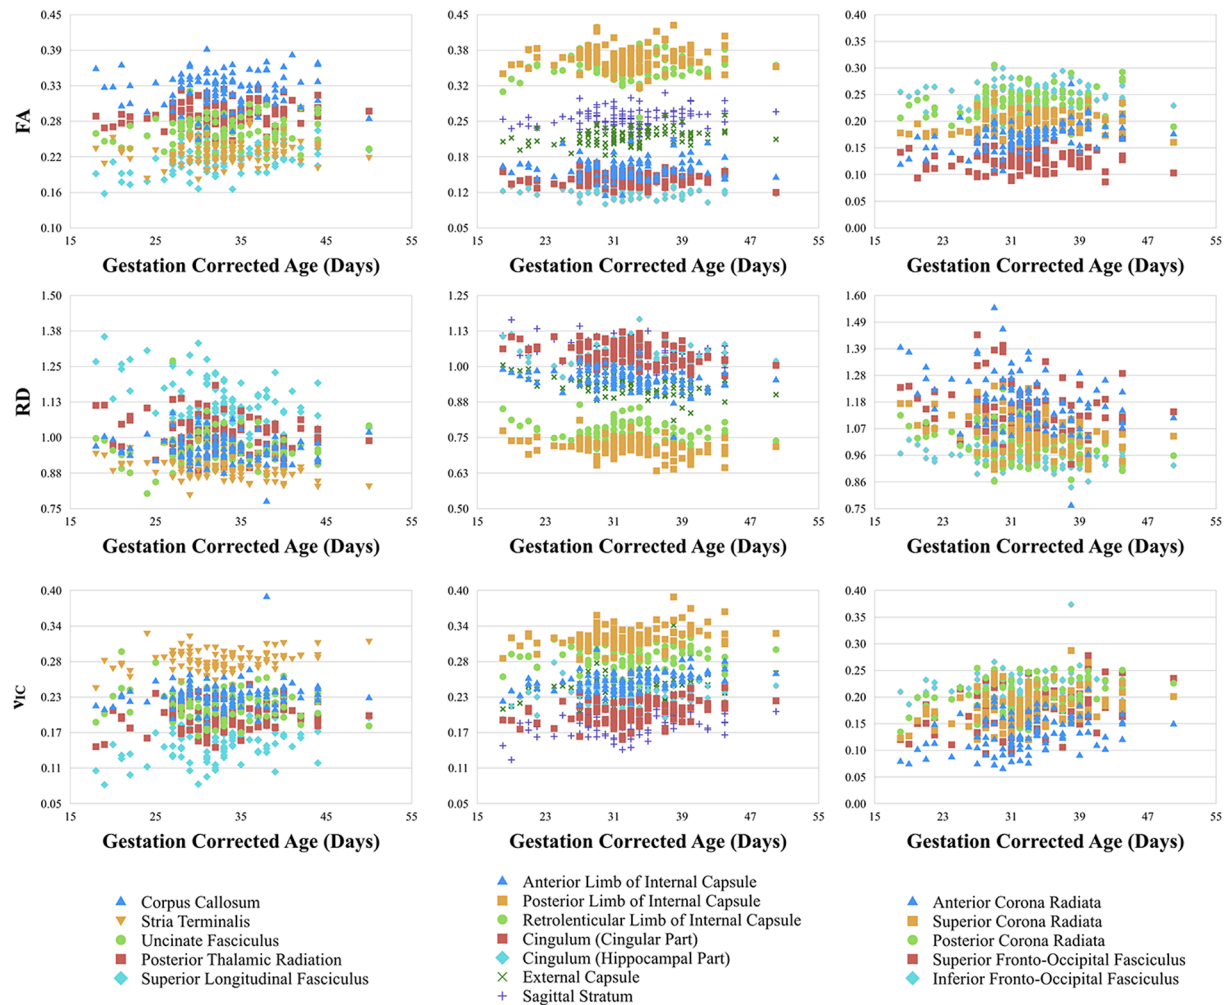 FA
0.45
0.39
0.33
0.28
0.22
0.16
0.10
15 25 35 45 55
Gestation Corrected Age (Days)
0.45
0.38
0.32
0.25
0.18
0.12
0.05
15 23 31 39 47 55
Gestation Corrected Age (Days)
0.40
0.35
0.30
0.25
0.20
0.15
0.10
0.05
0.00
15 23 31 39 47 55
Gestation Corrected Age (Days)
RD
1.50
1.38
1.25
1.13
1.00
0.88
0.75
15 25 35 45 55
Gestation Corrected Age (Days)
1.25
1.13
1.00
0.88
0.75
0.63
0.50
15 23 31 39 47 55
Gestation Corrected Age (Days)
1.60
1.49
1.39
1.28
1.18
1.07
0.96
0.86
0.75
15 23 31 39 47 55
Gestation Corrected Age (Days)
vIC
0.40
0.34
0.28
0.23
0.17
0.11
0.05
15 25 35 45 55
Gestation Corrected Age (Days)
0.40
0.34
0.28
0.23
0.17
0.11
0.05
15 23 31 39 47 55
Gestation Corrected Age (Days)
0.40
0.35
0.30
0.25
0.20
0.15
0.10
0.05
0.00
15 23 31 39 47 55
Gestation Corrected Age (Days)
Corpus Callosum
Stria Terminalis
Uncinate Fasciculus
Posterior Thalamic Radiation
Superior Longitudinal Fasciculus
Anterior Limb of Internal Capsule
Posterior Limb of Internal Capsule
Retrolenticular Limb of Internal Capsule
Cingulum (Cingular Part)
Cingulum (Hippocampal Part)
External Capsule
Sagittal Stratum
Anterior Corona Radiata
Superior Corona Radiata
Posterior Corona Radiata
Superior Fronto-Occipital Fasciculus
Inferior Fronto-Occipital Fasciculus